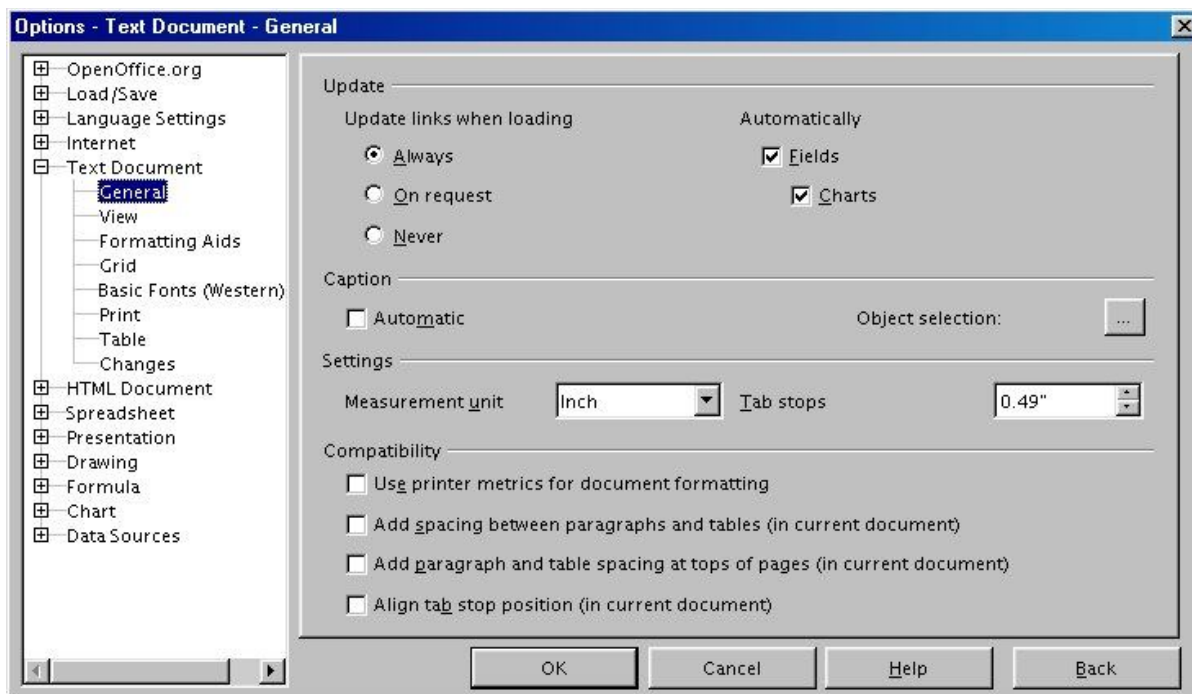 Options - Text Document - General
OpenOffice.org
Load/Save
Language Settings
Internet
Text Document
General
View
Formatting Aids
Grid
Basic Fonts (Western)
Print
Table
Changes
HTML Document
Spreadsheet
Presentation
Drawing
Formula
Chart
Data Sources
Update
Update links when loading
Automatically
Always
Fields
On request
Charts
Never
Caption
Automatic
Object selection:
...
Settings
Measurement unit
Inch
Tab stops
0.49"
Compatibility
Use printer metrics for document formatting
Add spacing between paragraphs and tables (in current document)
Add paragraph and table spacing at tops of pages (in current document)
Align tab stop position (in current document)
OK
Cancel
Help
Back